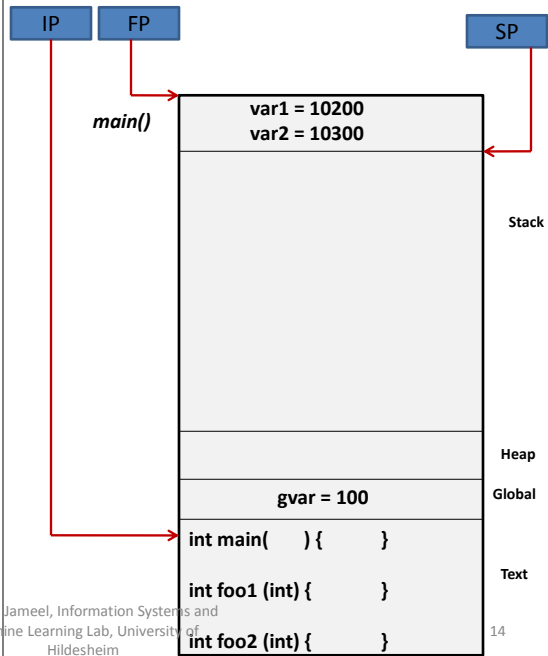 IP FP SP
main()
var1 = 10200
var2 = 10300
Stack
Heap
gvar = 100
Global
int main( ) { }
Text
int foo1 (int) { }
Jameel, Information Systems and
ine Learning Lab, University of
Hildesheim
int foo2 (int) { }
14